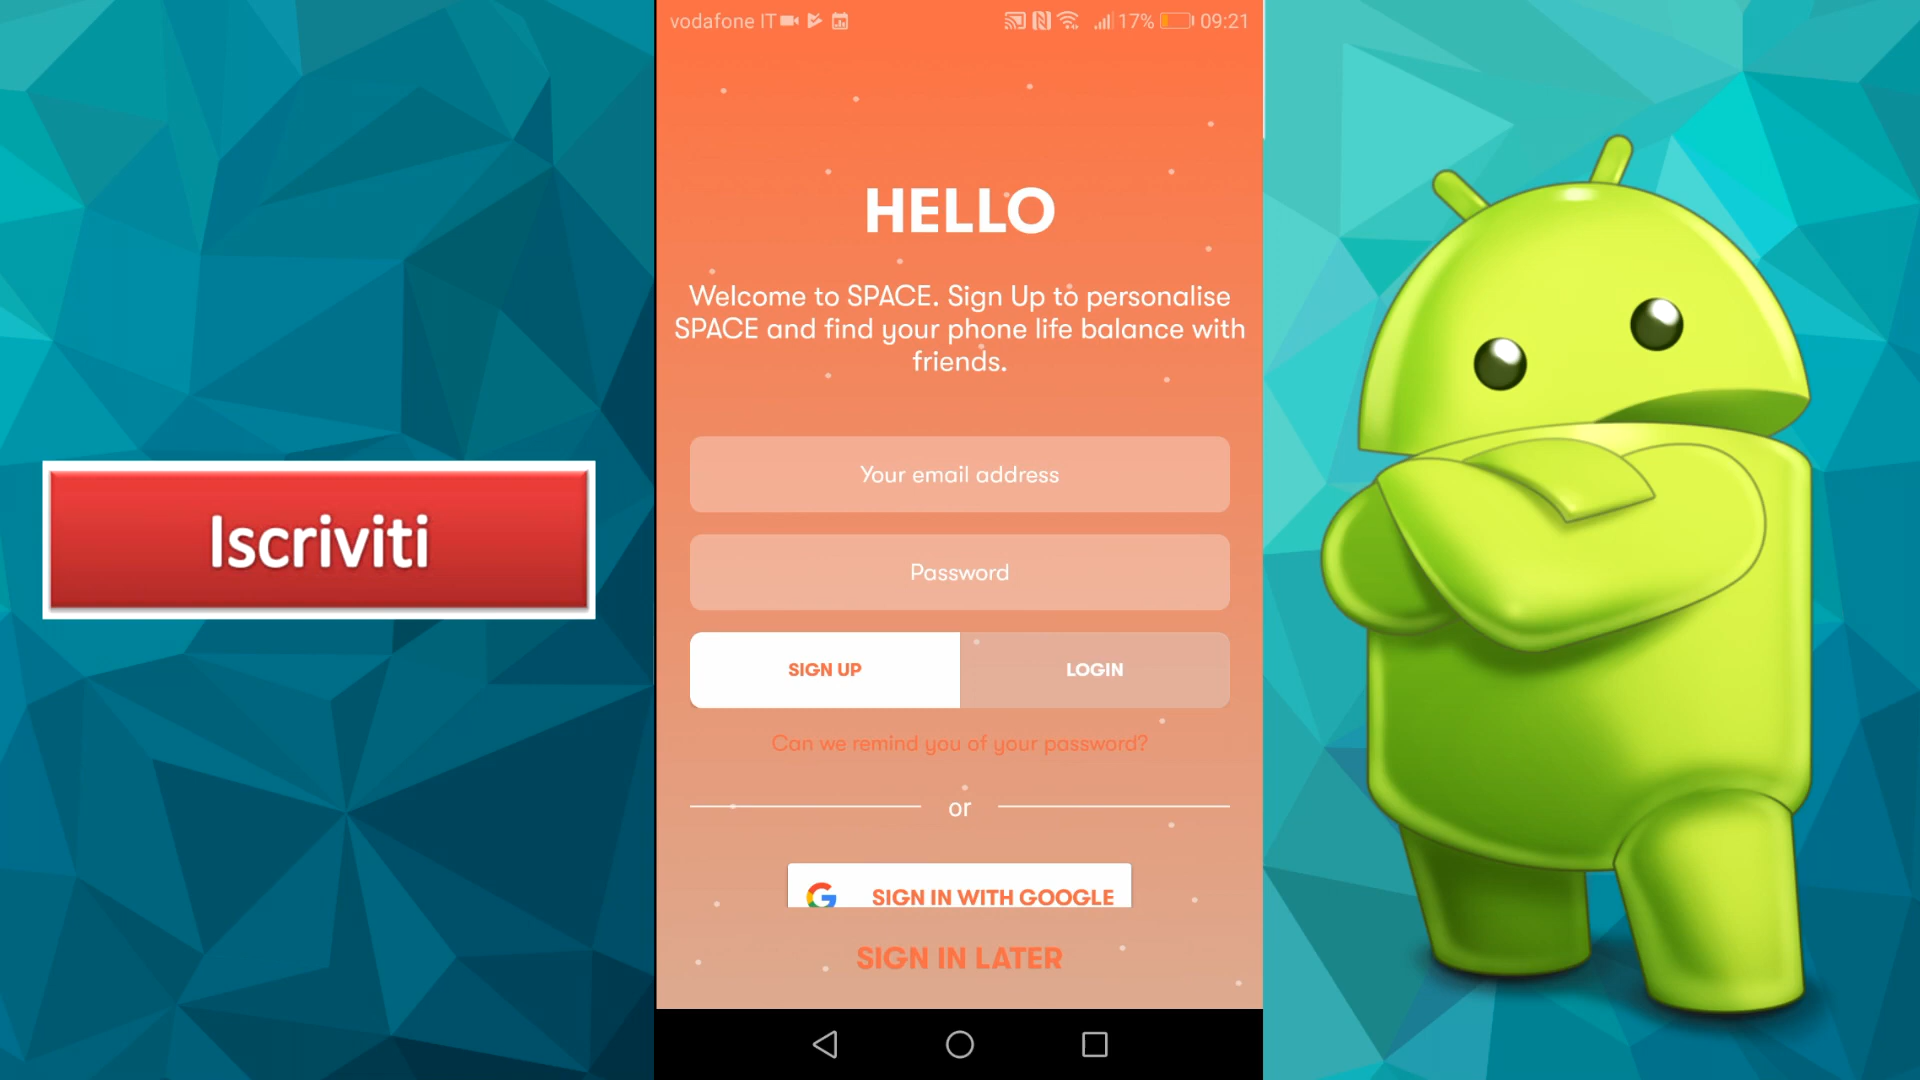 vodafone IT
17% 09:21
HELLO
Welcome to SPACE. Sign Up to personalise
SPACE and find your phone life balance with
friends.
Your email address
Iscriviti
Password
SIGN UP
LOGIN
Can we remind you of your password?
or
SIGN IN WITH GOOGLE
SIGN IN LATER